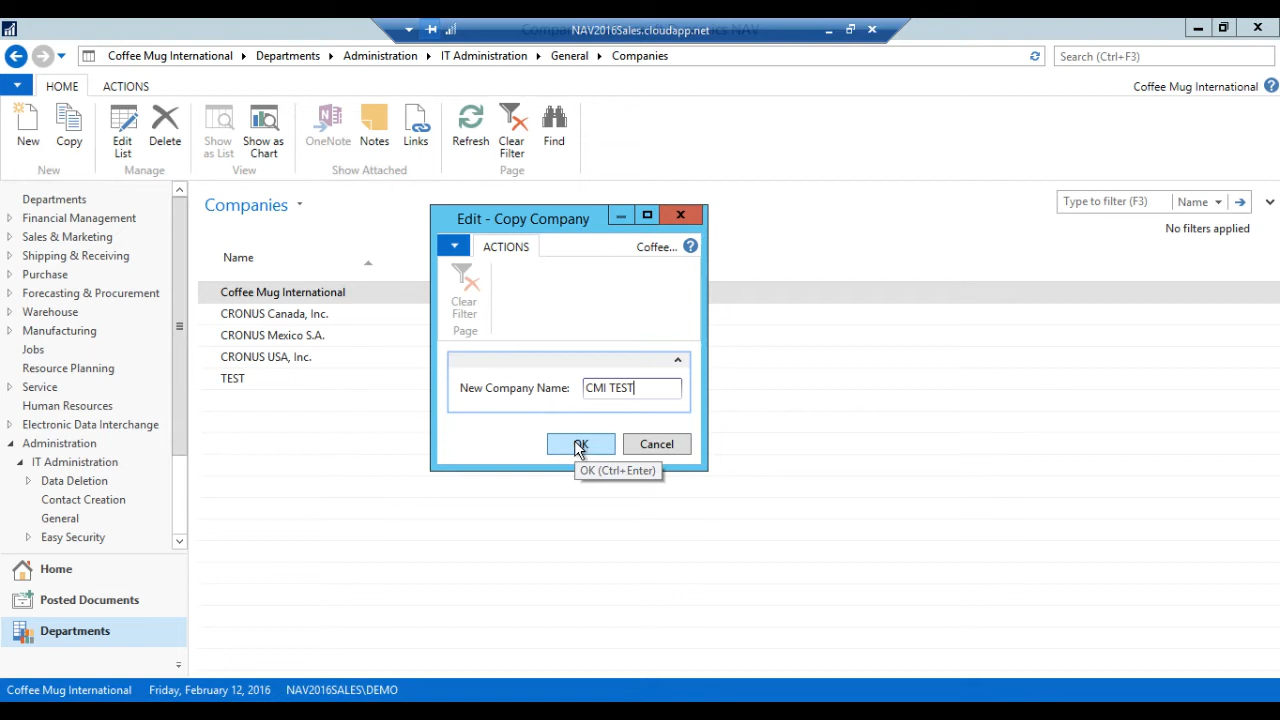 NAV2016Sales.cloudapp.net
Coffee Mug International Departments Administration IT Administration General Companies
Search (Ctrl+F3)
HOME ACTIONS
Coffee Mug International
New
Copy
Edit List
Delete
Show as List
Show as Chart
OneNote
Notes
Links
Refresh
Clear Filter
Find
New
Manage
View
Show Attached
Page
Departments
Financial Management
Sales & Marketing
Shipping & Receiving
Purchase
Forecasting & Procurement
Warehouse
Manufacturing
Jobs
Resource Planning
Service
Human Resources
Electronic Data Interchange
Administration
IT Administration
Data Deletion
Contact Creation
General
Easy Security
Home
Posted Documents
Departments
Companies
Type to filter (F3)
Name
No filters applied
Name
Coffee Mug International
CRONUS Canada, Inc.
CRONUS Mexico S.A.
CRONUS USA, Inc.
TEST
Edit - Copy Company
ACTIONS
Coffee...
Clear
Filter
Page
New Company Name: CMI TEST
OK
Cancel
OK (Ctrl+Enter)
Coffee Mug International Friday, February 12, 2016 NAV2016SALES\DEMO